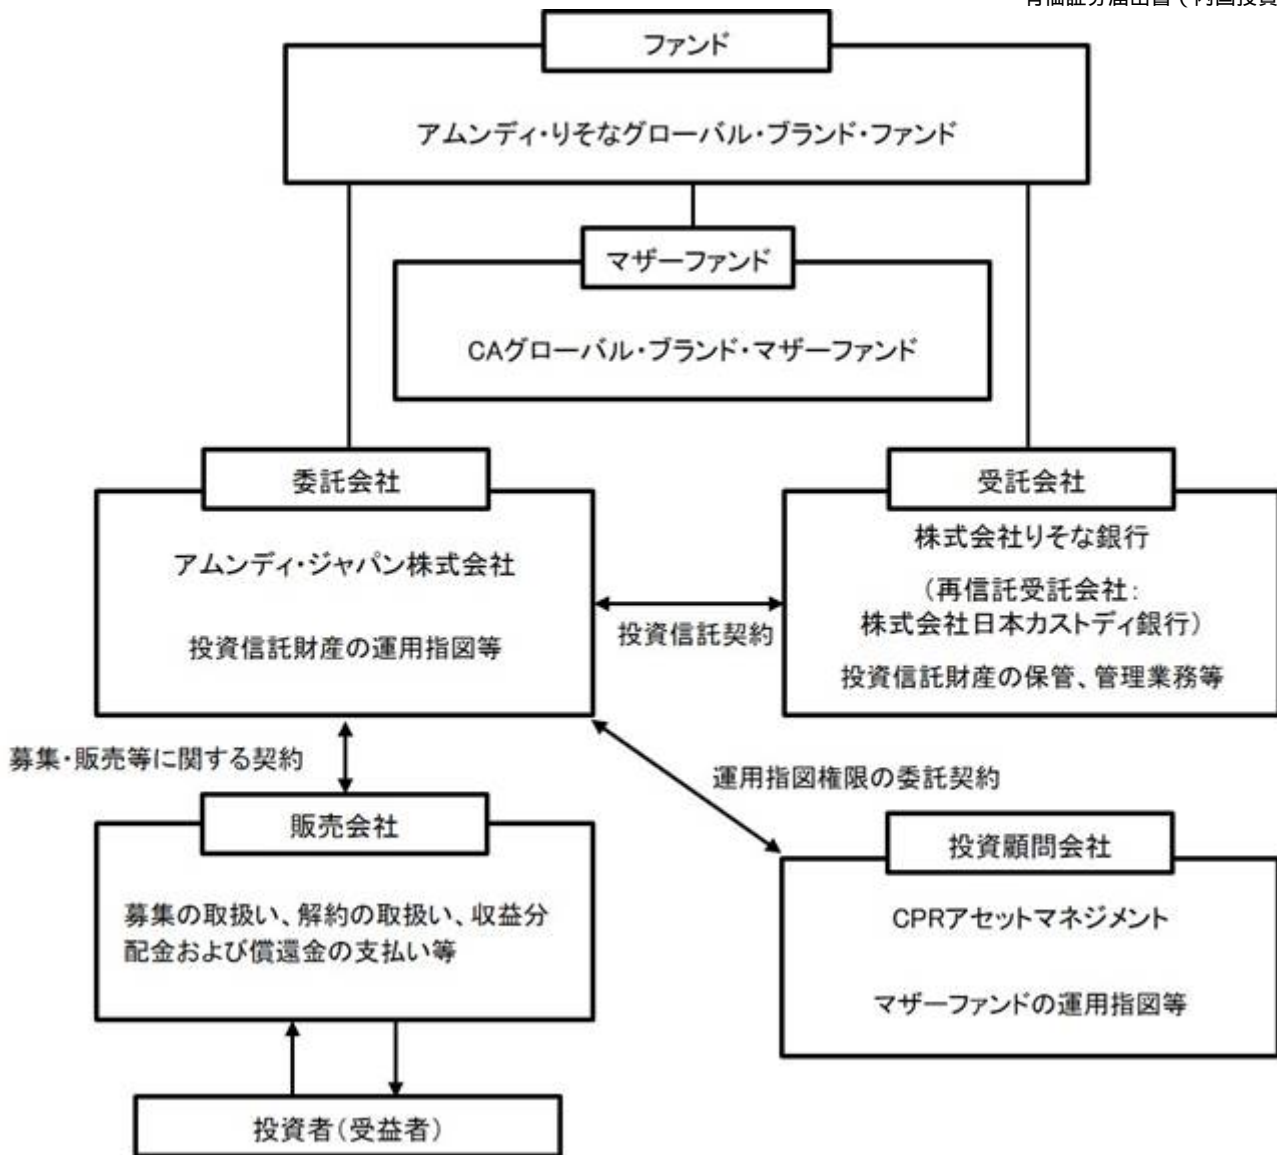 ファンド
アムンディ・りそなグローバル・ブランド・ファンド
マザーファンド
CAグローバル・ブランド・マザーファンド
委託会社
アムンディ・ジャパン株式会社
投資信託財産の運用指図等
投資信託契約
受託会社
株式会社りそな銀行
(再信託受託会社:
株式会社日本カストディ銀行)
投資信託財産の保管、管理業務等
募集・販売等に関する契約
運用指図権限の委託契約
販売会社
募集の取扱い、解約の取扱い、収益分
配金および償還金の支払い等
投資顧問会社
CPRアセットマネジメント
マザーファンドの運用指図等
投資者(受益者)